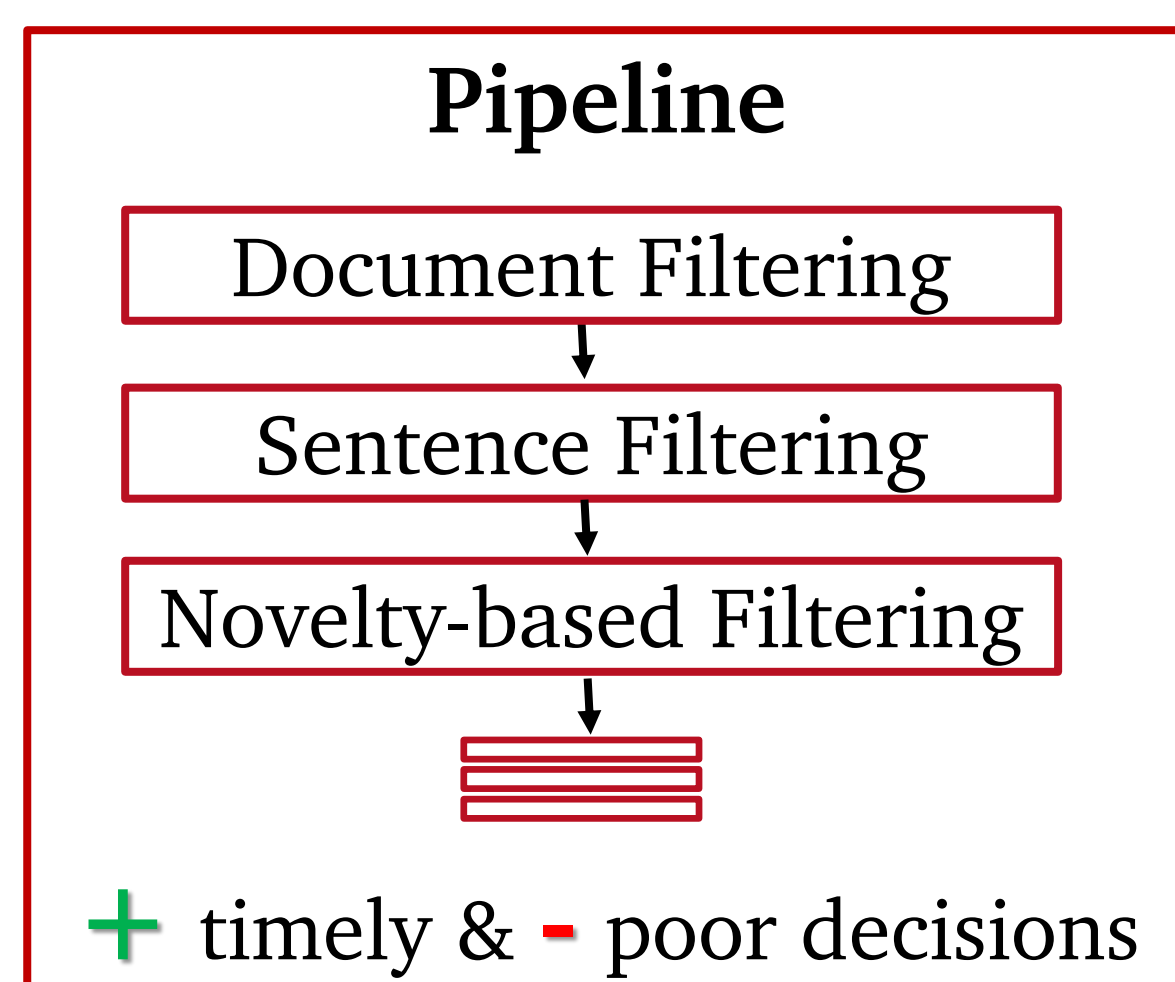 Pipeline
Document Filtering
Sentence Filtering
Novelty-based Filtering
+ timely & - poor decisions